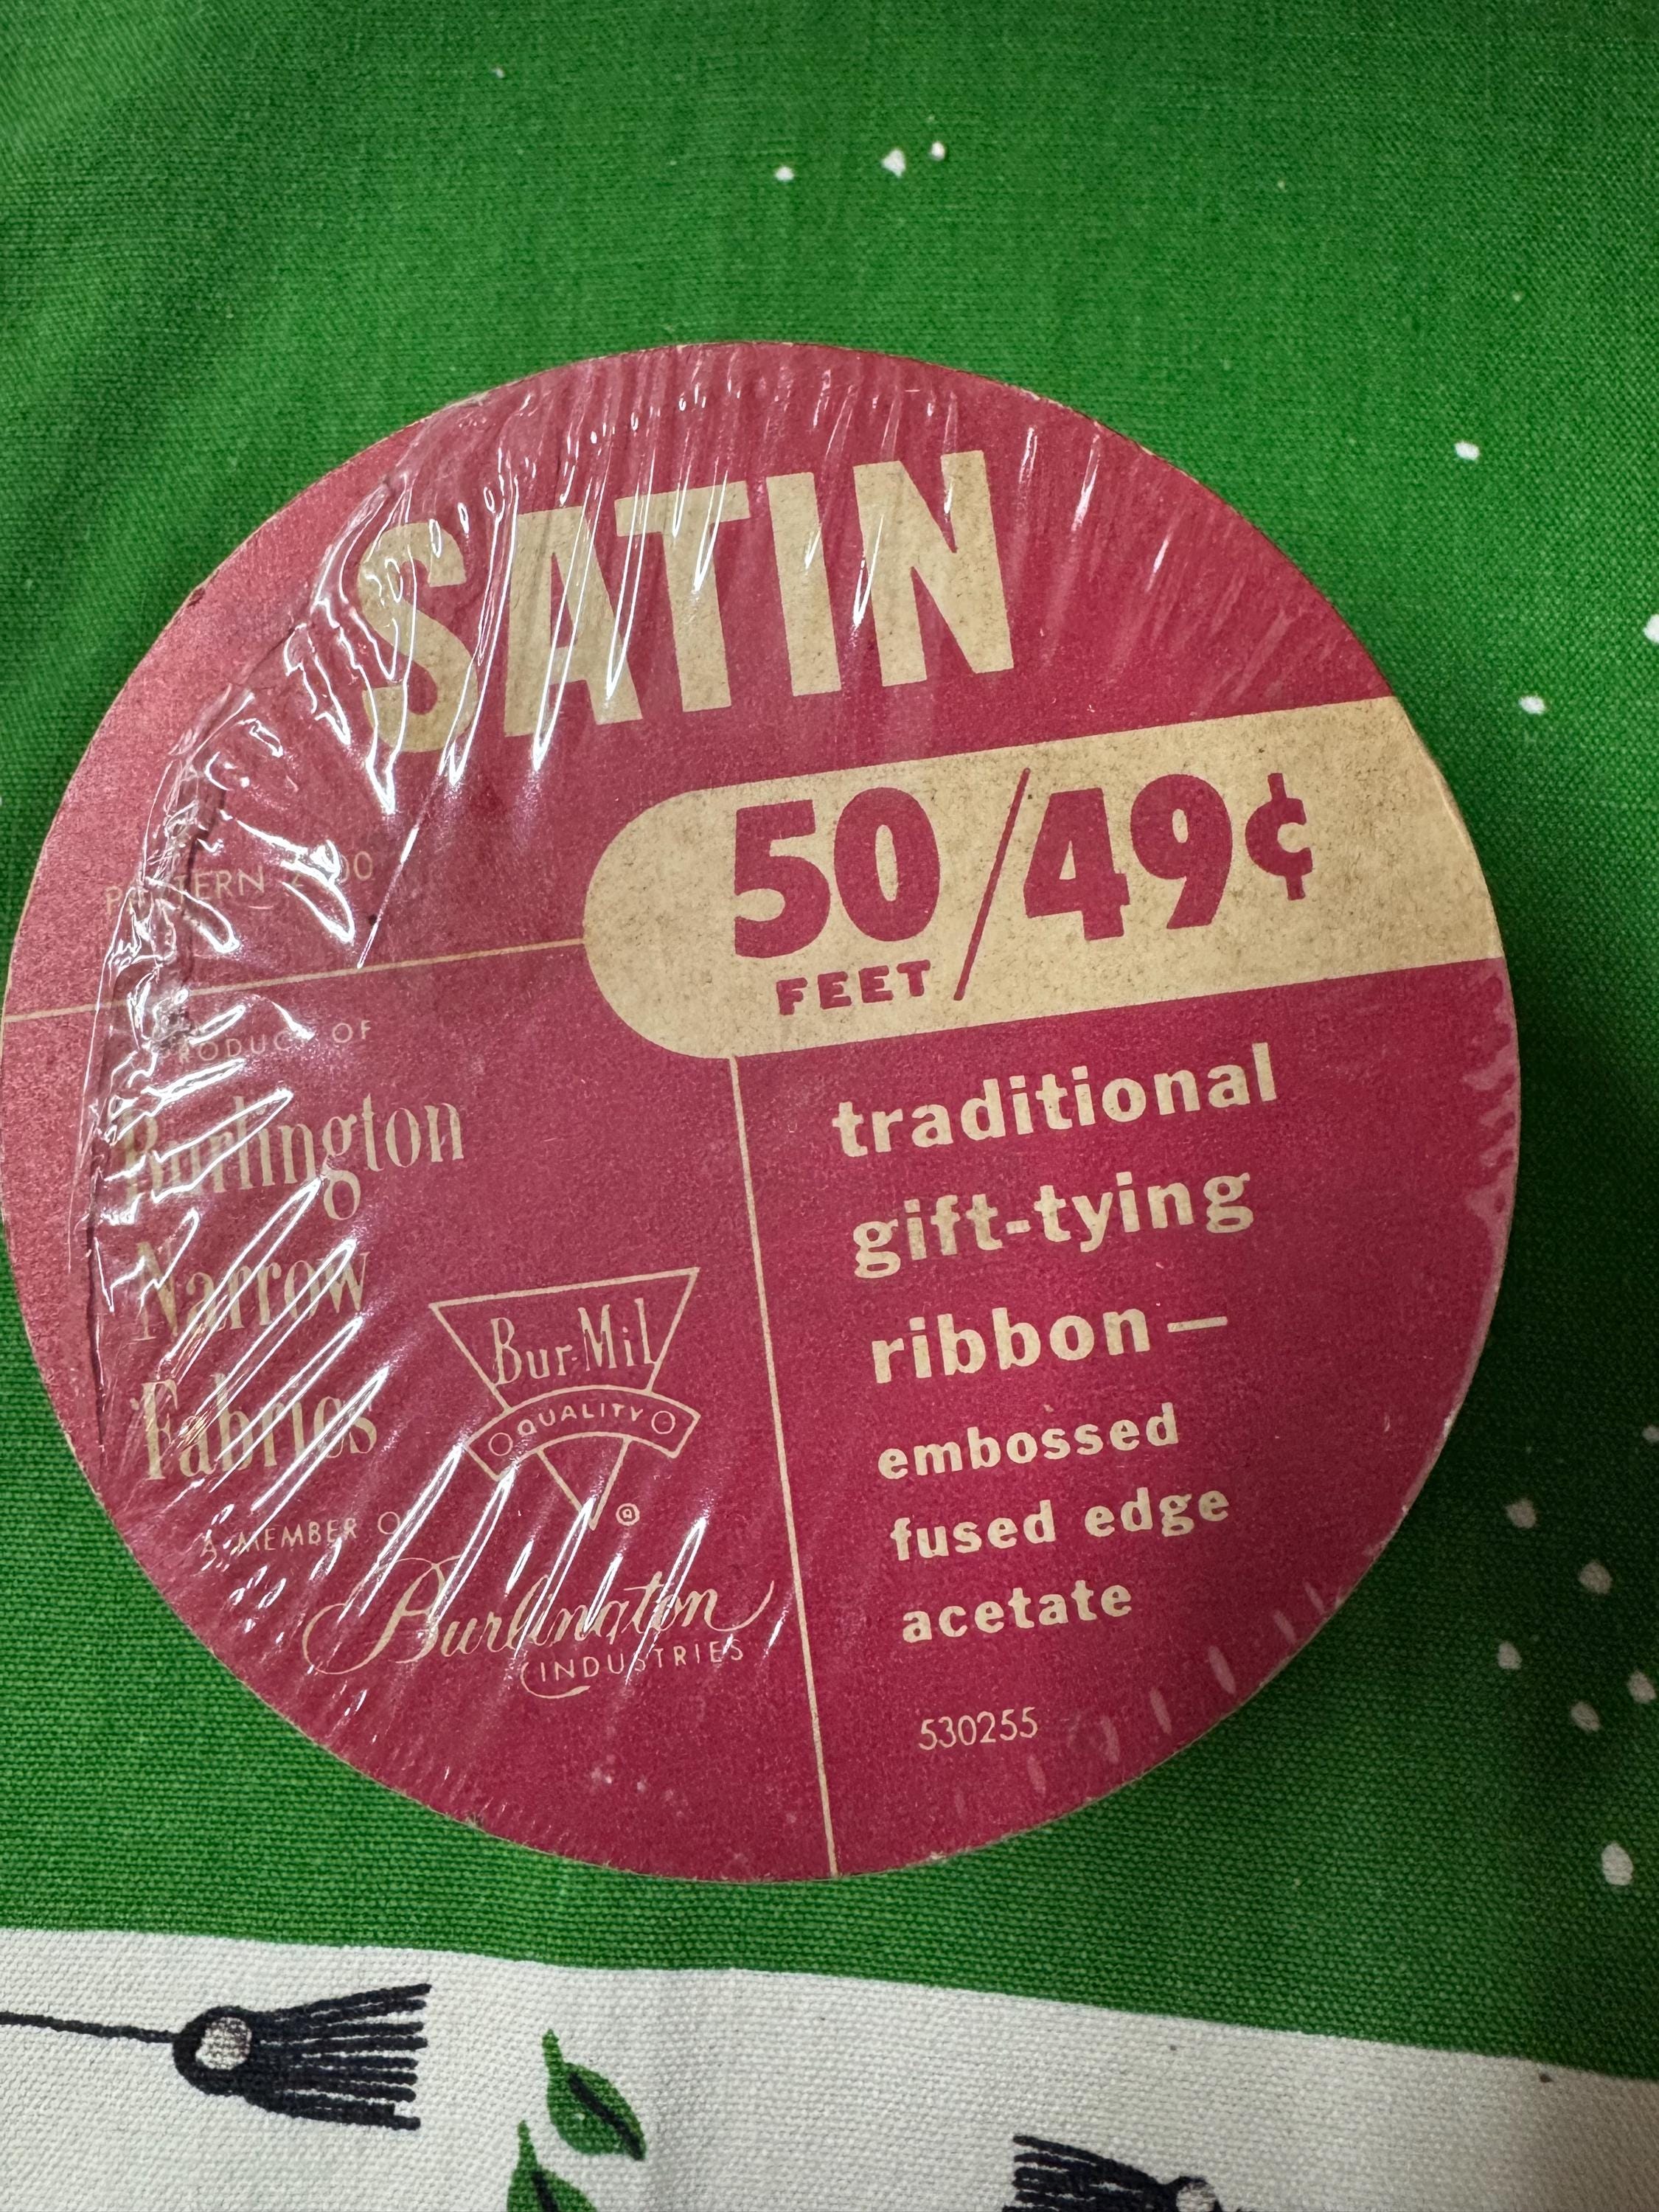 SATIN
50/49¢
FEET
PATTERN
PRODUCT OF
Burlington
Narrow
Fabrics
Bur-Mil
QUALITY
®
A MEMBER OF
Burlington
INDUSTRIES
traditional
gift-tying
ribbon—
embossed
fused edge
acetate
530255